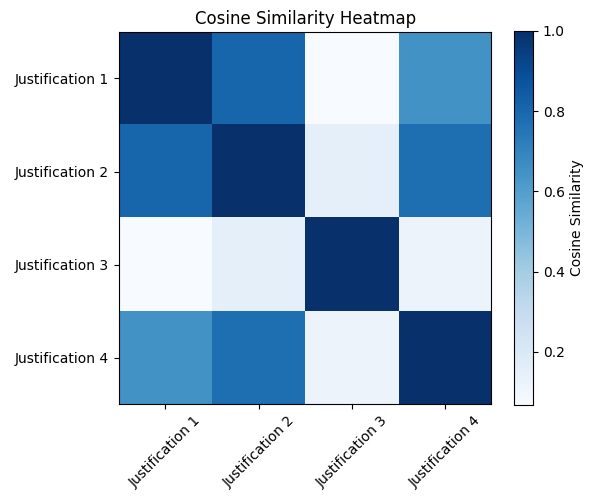 Cosine Similarity Heatmap
Justification 1
Justification 2
Justification 3
Justification 4
Justification 1
Justification 2
Justification 3
Justification 4
1.0
0.8
0.6
0.4
0.2
Cosine Similarity